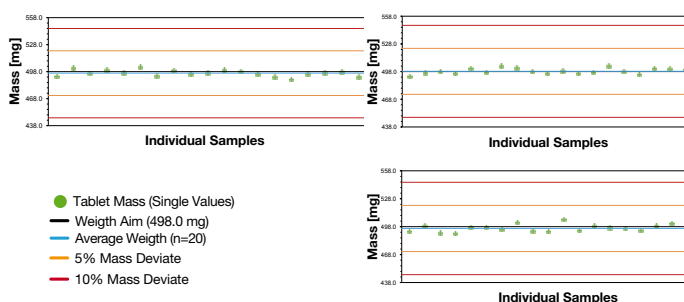 558.0
528.0
498.0
468.0
438.0
Mass [mg]
Individual Samples
558.0
528.0
498.0
468.0
438.0
Mass [mg]
Individual Samples
Tablet Mass (Single Values)
Weigth Aim (498.0 mg)
Average Weigth (n=20)
5% Mass Deviate
10% Mass Deviate
558.0
528.0
498.0
468.0
438.0
Mass [mg]
Individual Samples